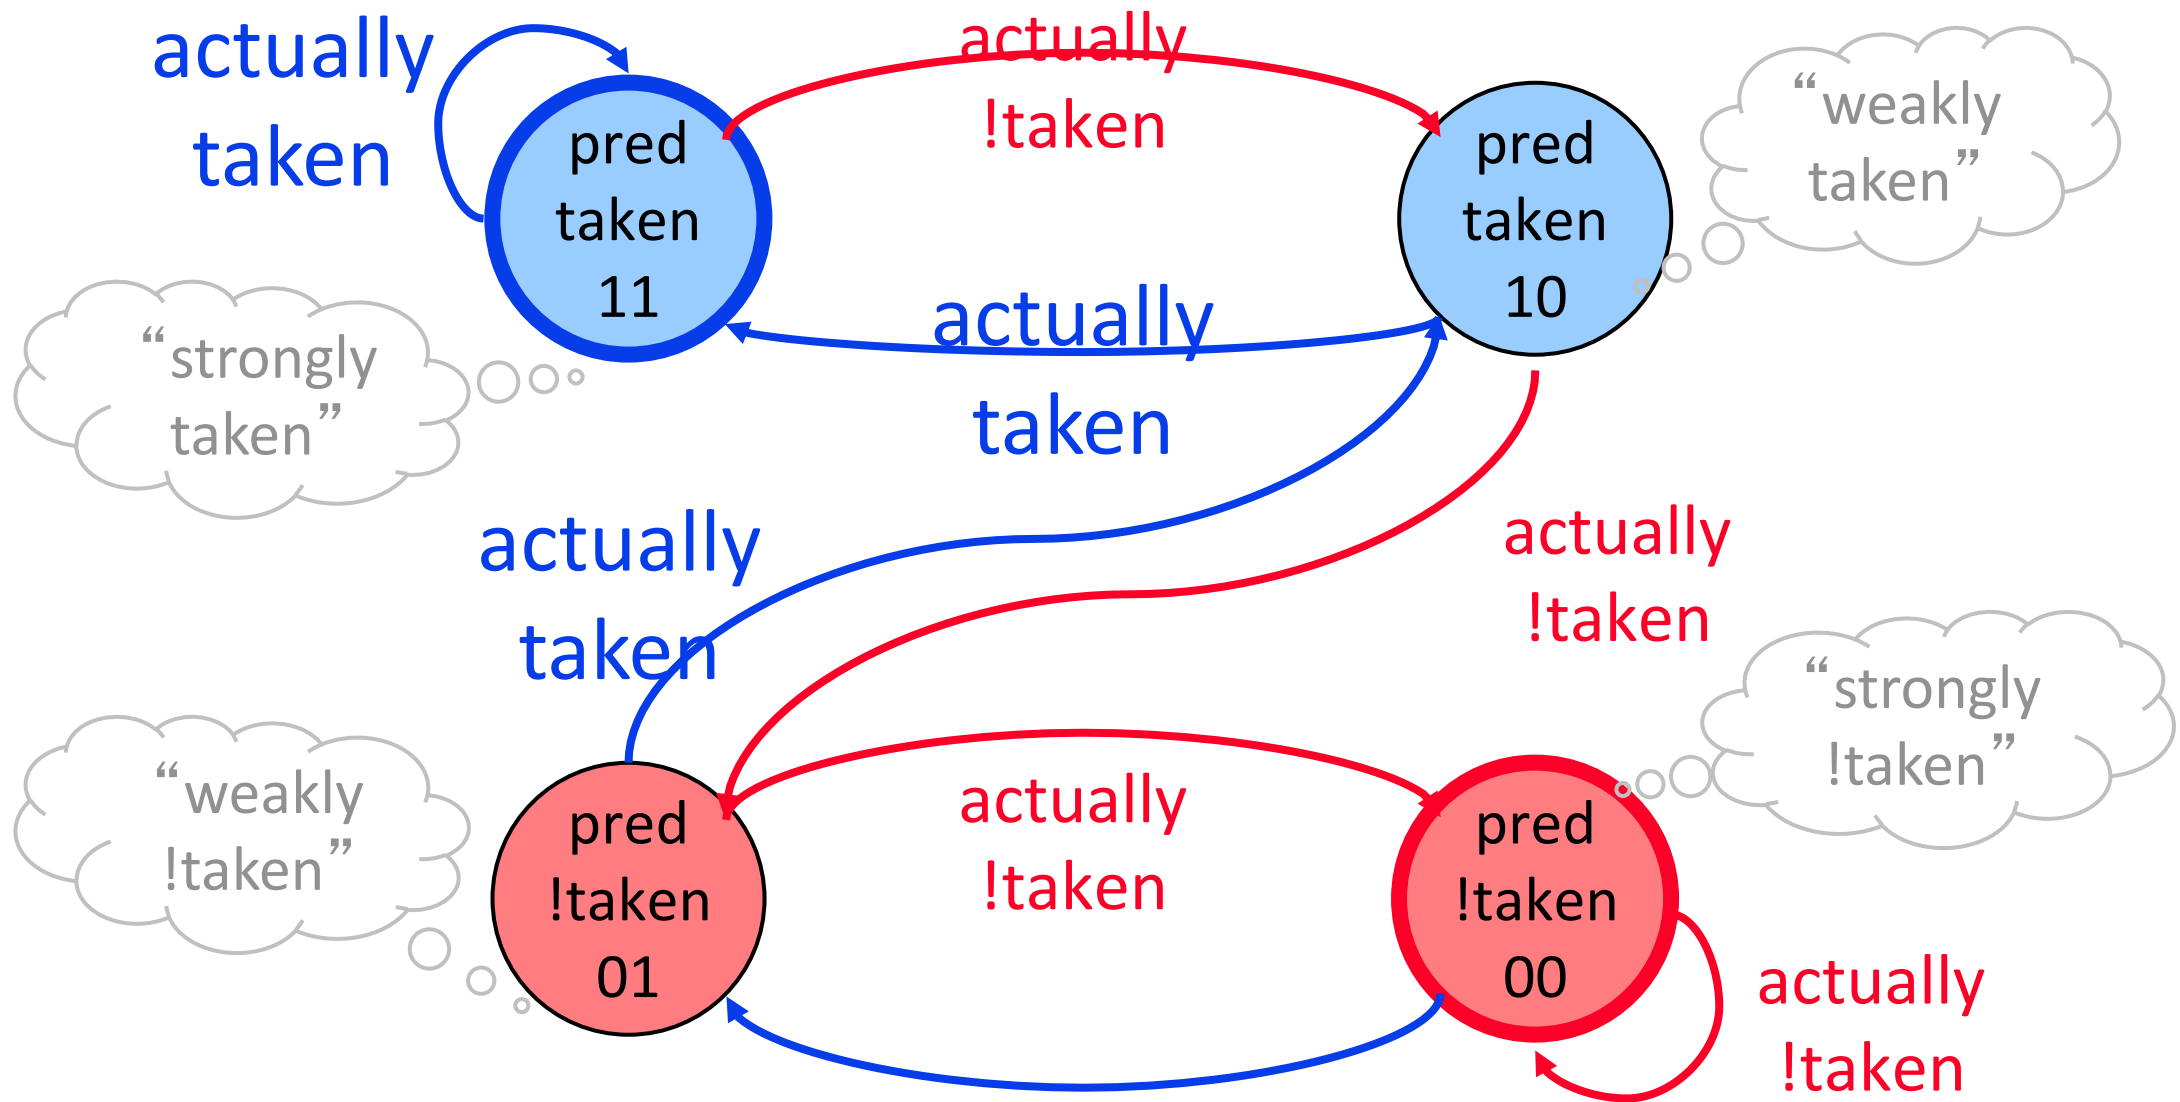 actually
taken
actually
!taken
pred
taken
11
pred
taken
10
“weakly
taken”
“strongly
taken”
actually
taken
actually
taken
actually
!taken
“strongly
!taken”
“weakly
!taken”
pred
!taken
01
actually
!taken
pred
!taken
00
actually
!taken